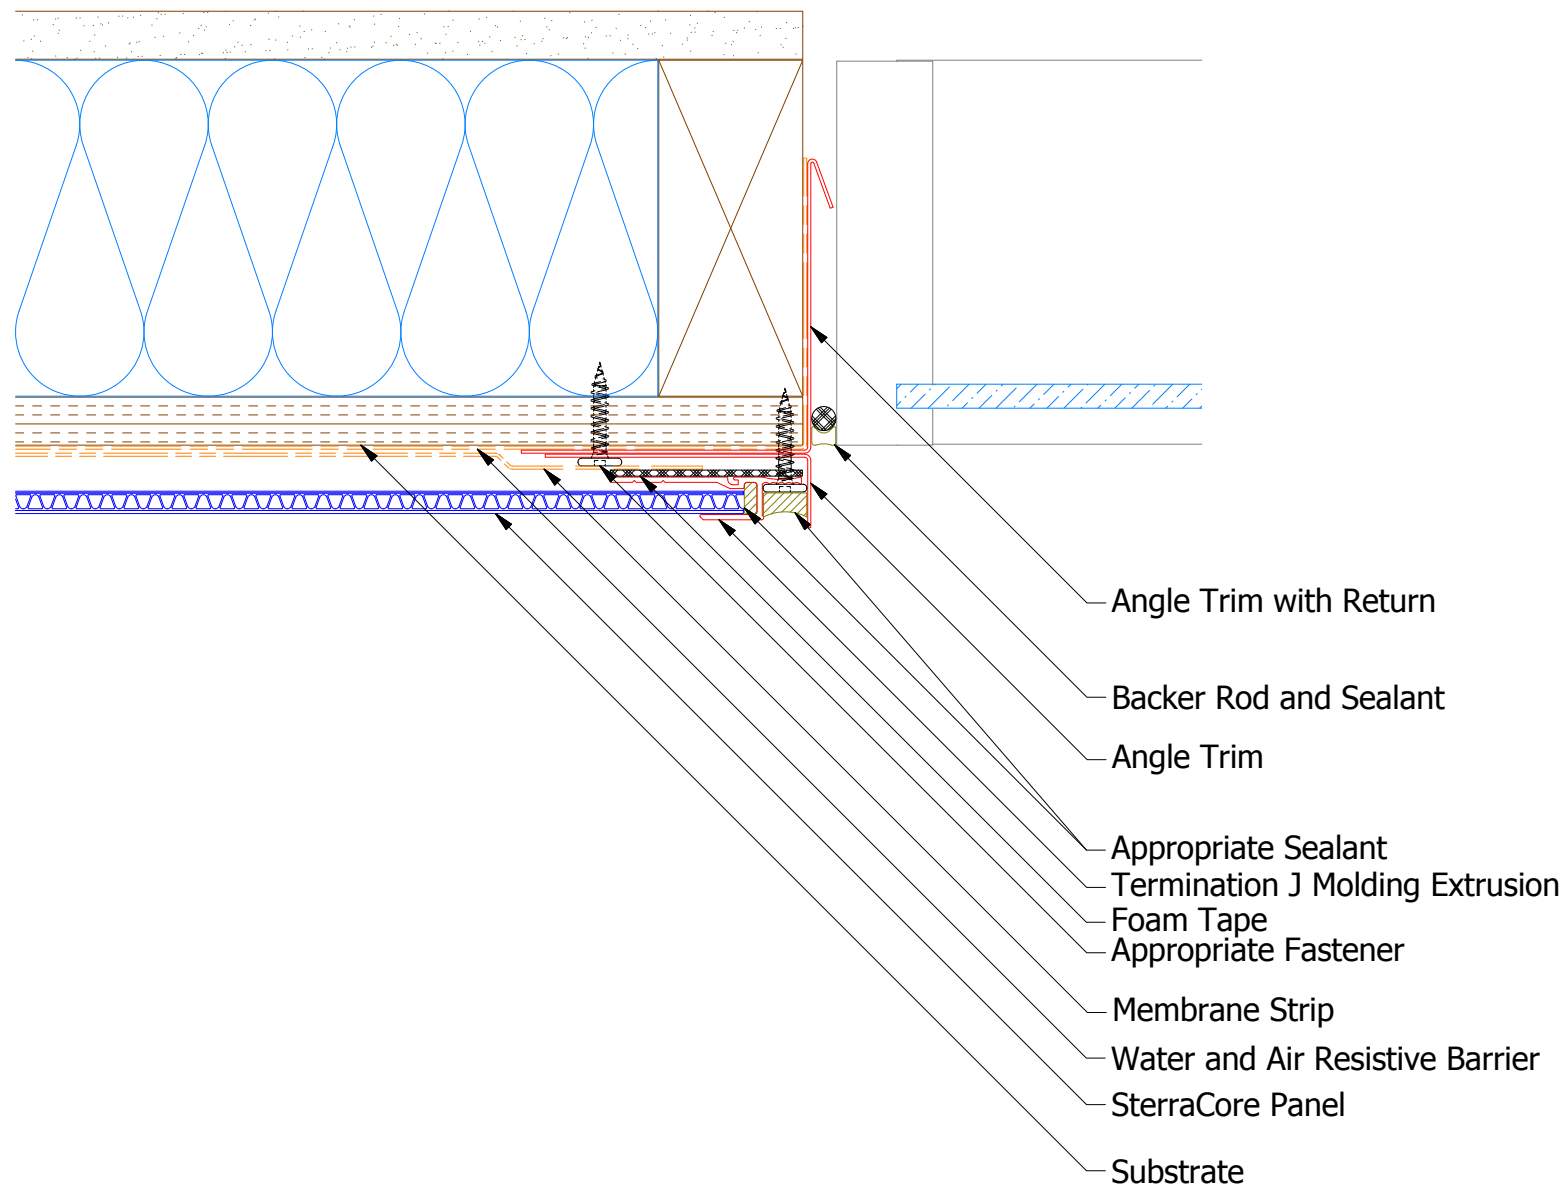 Angle Trim with Return
Backer Rod and Sealant
Angle Trim
Appropriate Sealant
Termination J Molding Extrusion
Foam Tape
Appropriate Fastener
Membrane Strip
Water and Air Resistive Barrier
SterraCore Panel
Substrate